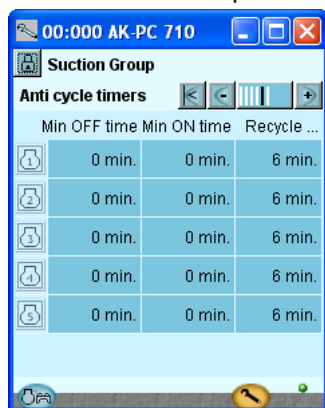 00:000 AK-PC 710
Suction Group
Anti cycle timers
Min OFF time Min ON time Recycle ...
1 0 min. 0 min. 6 min.
2 0 min. 0 min. 6 min.
3 0 min. 0 min. 6 min.
4 0 min. 0 min. 6 min.
5 0 min. 0 min. 6 min.